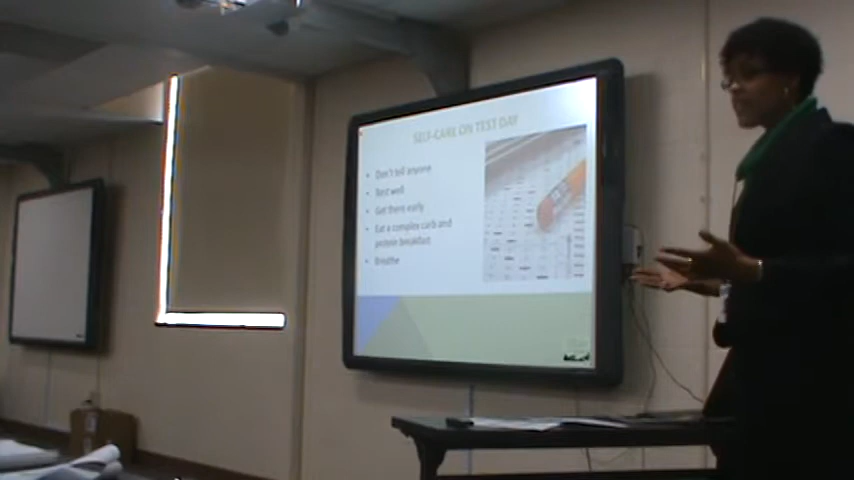 SELF-CARE ON TEST DAY
• Don't tell anyone
• Rest well
• Get there early
• Eat a complex carb and
protein breakfast
• Breathe